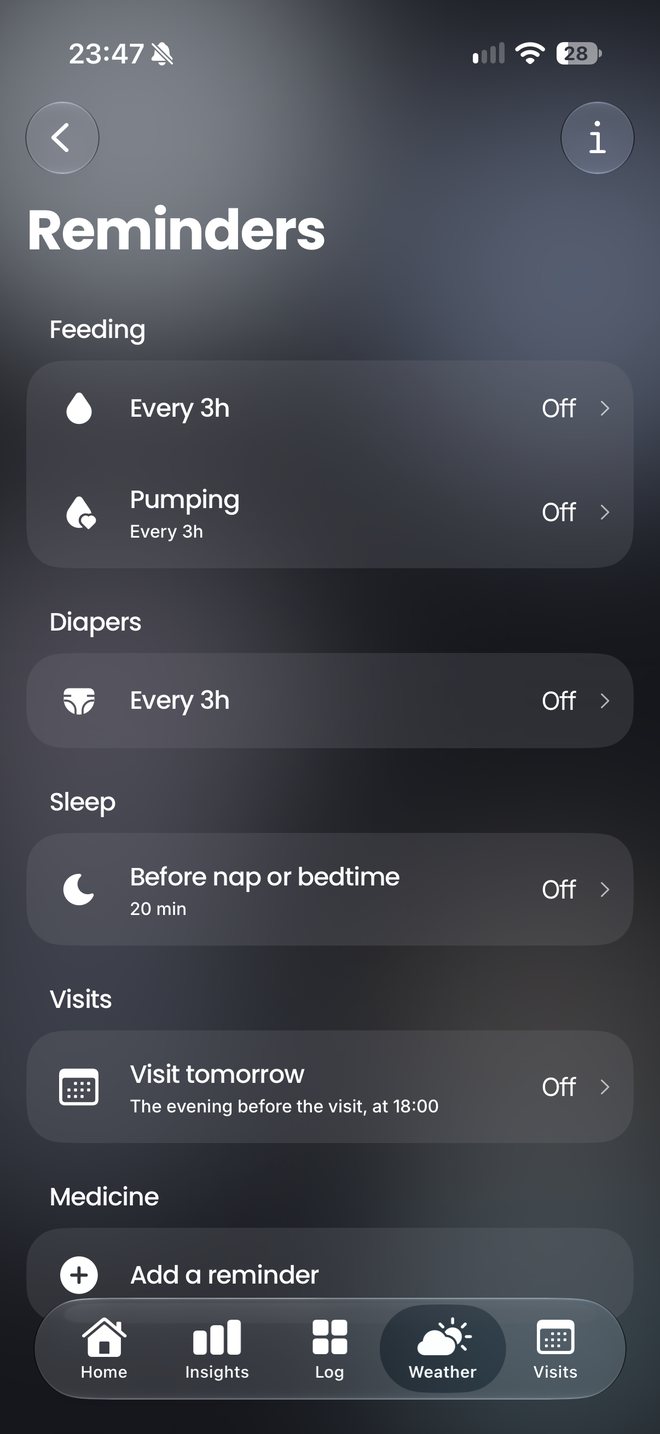 23:47
28
i
Reminders
Feeding
Every 3h
Off
Pumping
Every 3h
Off
Diapers
Every 3h
Off
Sleep
Before nap or bedtime
20 min
Off
Visits
Visit tomorrow
The evening before the visit, at 18:00
Off
Medicine
Add a reminder
Home
Insights
Log
Weather
Visits